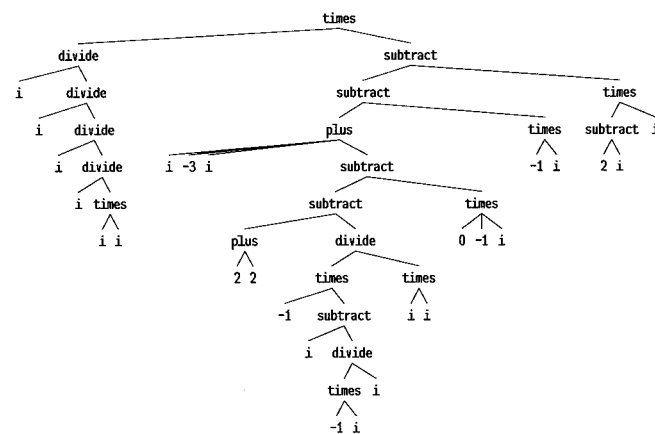 times
divide subtract
i divide subtract times
i divide plus times subtract i
i divide i -3 i subtract -1 i 2 i
i times subtract times
i i plus divide 0 -1 i
2 2 times times
-1 subtract i i
i divide
times i
-1 i